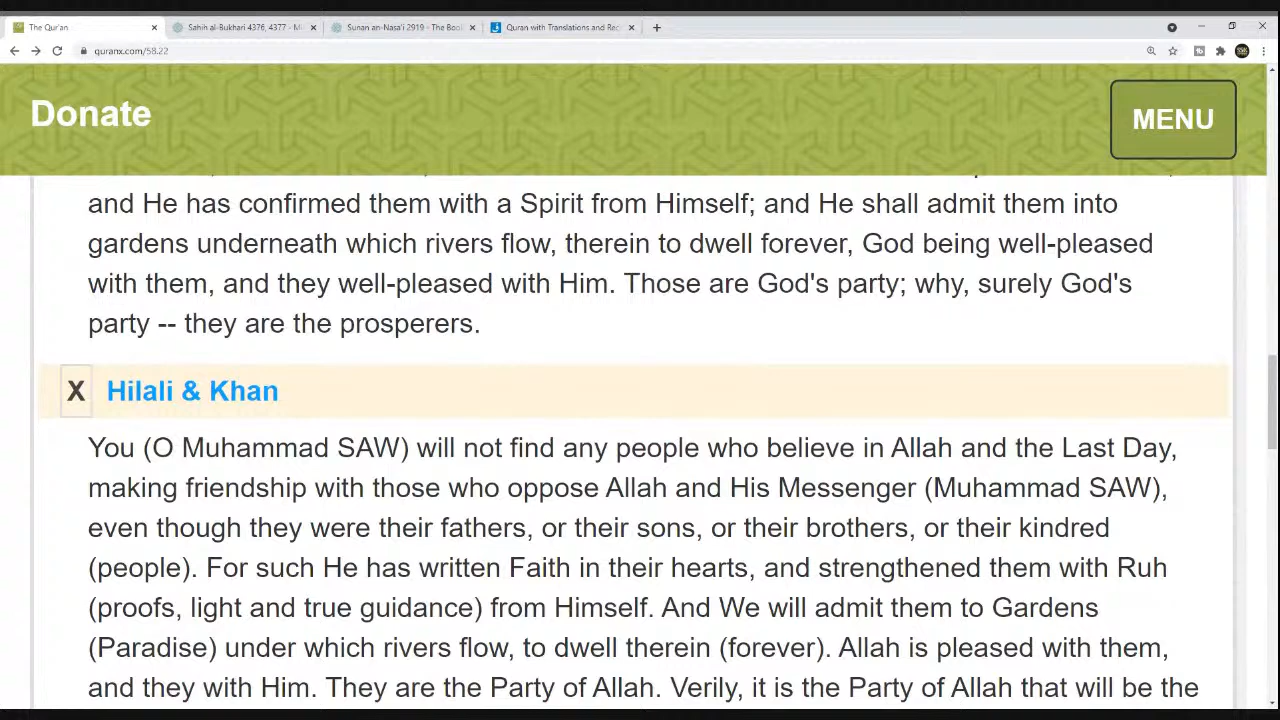 The Qur'an
Sahih al-Bukhari 4376, 4377 - Mi
Sunan an-Nasa'i 2919 - The Bool
Quran with Translations and Rec
quranx.com/58.22
Donate
MENU
and He has confirmed them with a Spirit from Himself; and He shall admit them into
gardens underneath which rivers flow, therein to dwell forever, God being well-pleased
with them, and they well-pleased with Him. Those are God's party; why, surely God's
party -- they are the prosperers.
X Hilali & Khan
You (O Muhammad SAW) will not find any people who believe in Allah and the Last Day,
making friendship with those who oppose Allah and His Messenger (Muhammad SAW),
even though they were their fathers, or their sons, or their brothers, or their kindred
(people). For such He has written Faith in their hearts, and strengthened them with Ruh
(proofs, light and true guidance) from Himself. And We will admit them to Gardens
(Paradise) under which rivers flow, to dwell therein (forever). Allah is pleased with them,
and they with Him. They are the Party of Allah. Verily, it is the Party of Allah that will be the